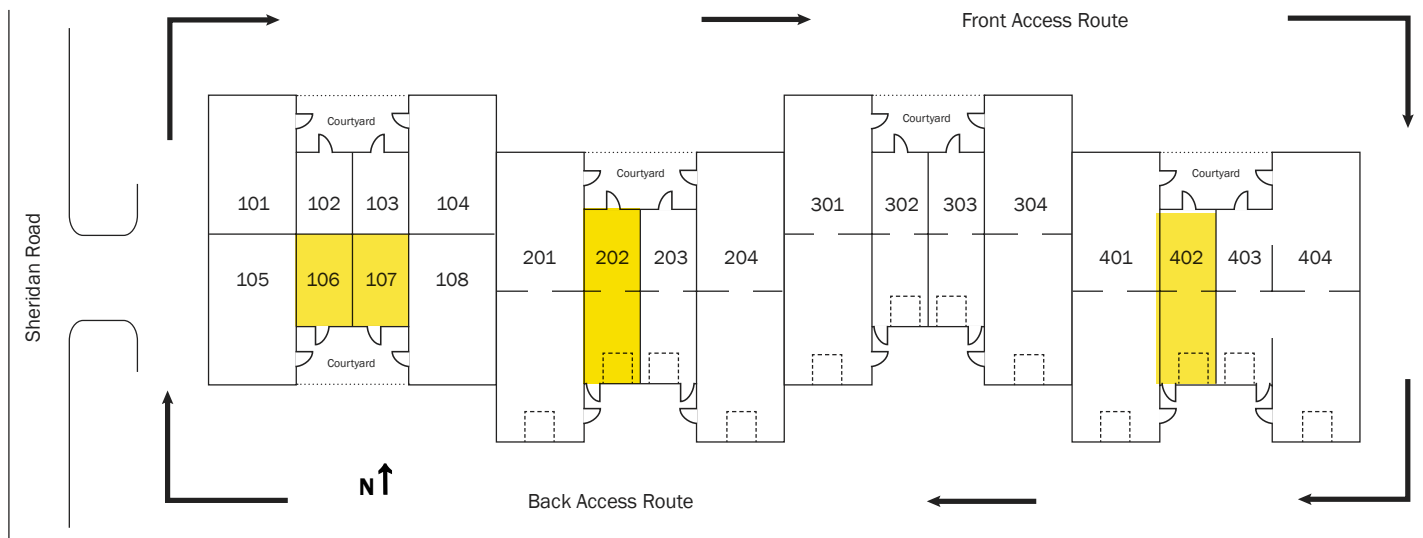 Front Access Route
Courtyard
Courtyard
Courtyard
Courtyard
101
102
103
104
201
202
203
204
301
302
303
304
401
402
403
404
105
106
107
108
Courtyard
Sheridan Road
N
Back Access Route